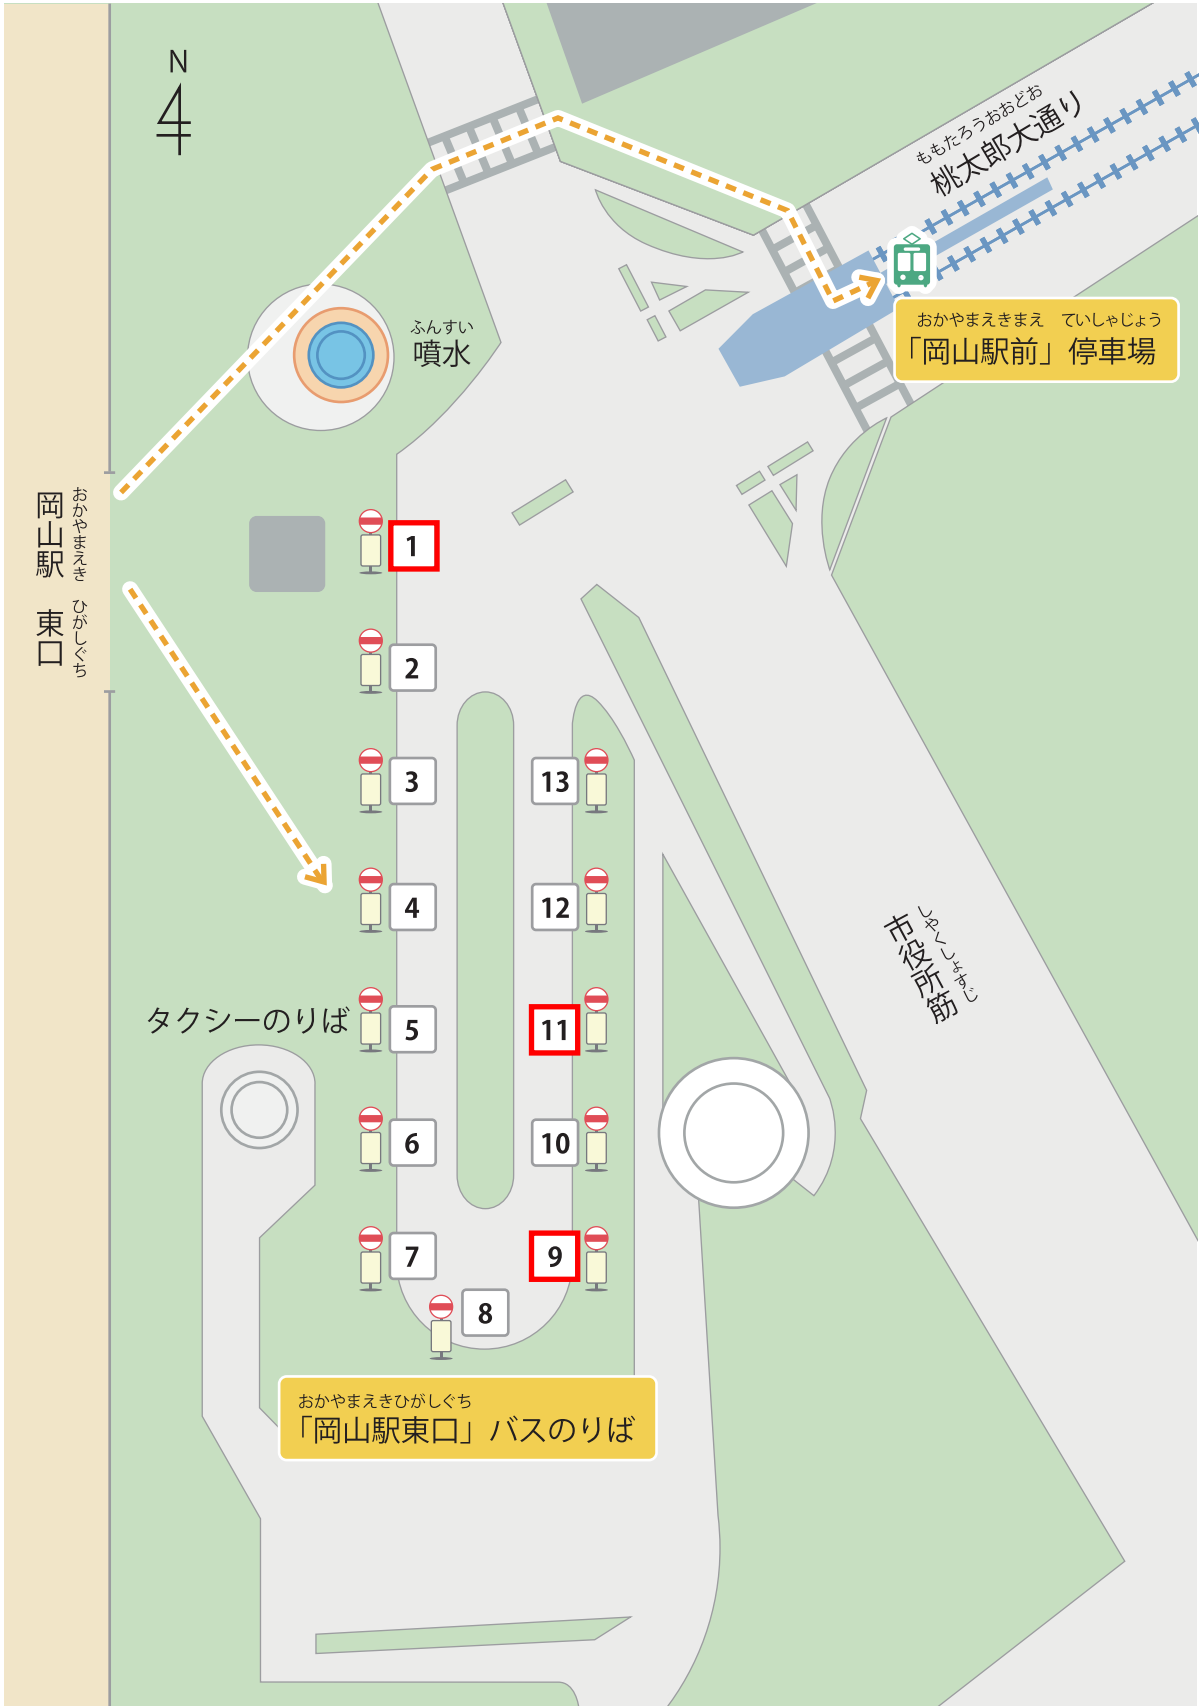 N
ももたろうおおどお
桃太郎大通り
おかやまえきまえ ていしゃじょう
「岡山駅前」停車場
ふんすい
噴水
おかやまえき ひがしぐち
岡山駅 東口
1
2
3
13
4
12
しやくしょすじ
市役所筋
タクシーのりば
5
11
6
10
7
9
8
おかやまえきひがしぐち
「岡山駅東口」バスのりば